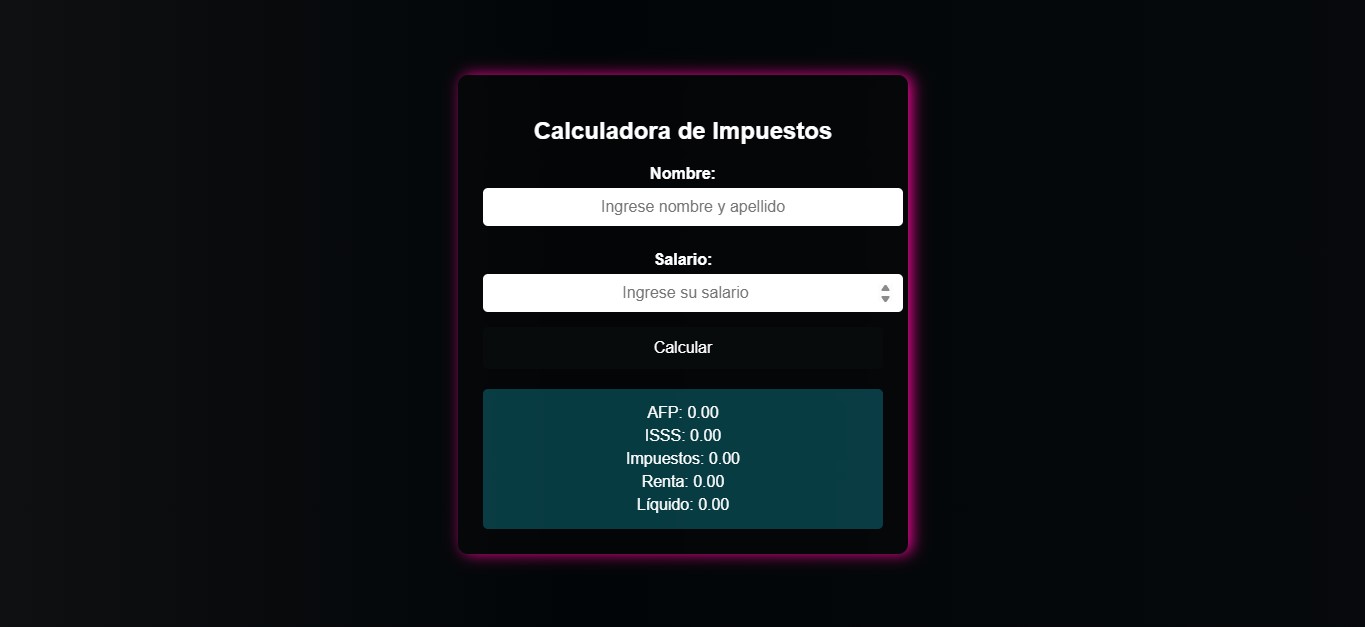 Calculadora de Impuestos
Nombre:
Ingrese nombre y apellido
Salario:
Ingrese su salario
Calcular
AFP: 0.00
ISSS: 0.00
Impuestos: 0.00
Renta: 0.00
Líquido: 0.00